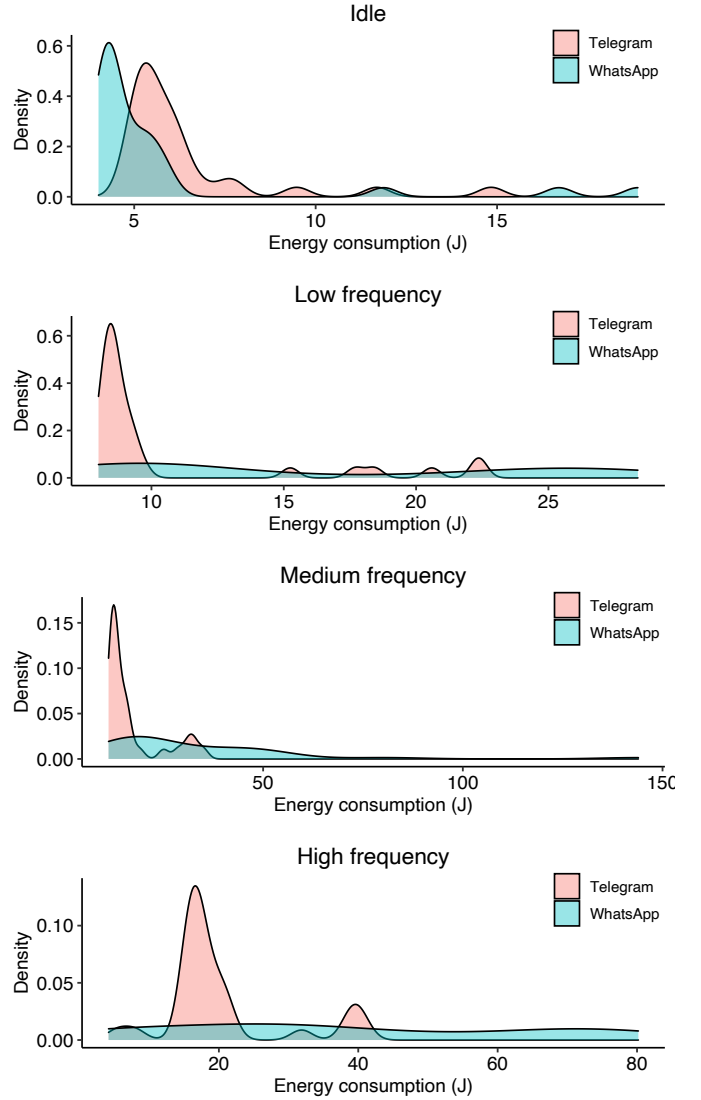 Idle
Telegram
WhatsApp
Density
0.6
0.4
0.2
0.0
5 10 15
Energy consumption (J)
Low frequency
Telegram
WhatsApp
Density
0.6
0.4
0.2
0.0
10 15 20 25
Energy consumption (J)
Medium frequency
Telegram
WhatsApp
Density
0.15
0.10
0.05
0.00
50 100 150
Energy consumption (J)
High frequency
Telegram
WhatsApp
Density
0.10
0.05
0.00
20 40 60 80
Energy consumption (J)